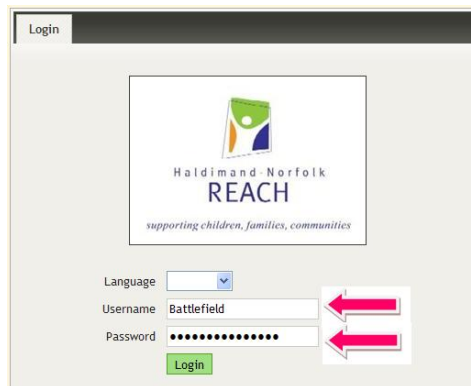 Login
Haldimand-Norfolk
REACH
supporting children, families, communities
Language
Username Battlefield
Password ●●●●●●●●●●●●●●●
Login